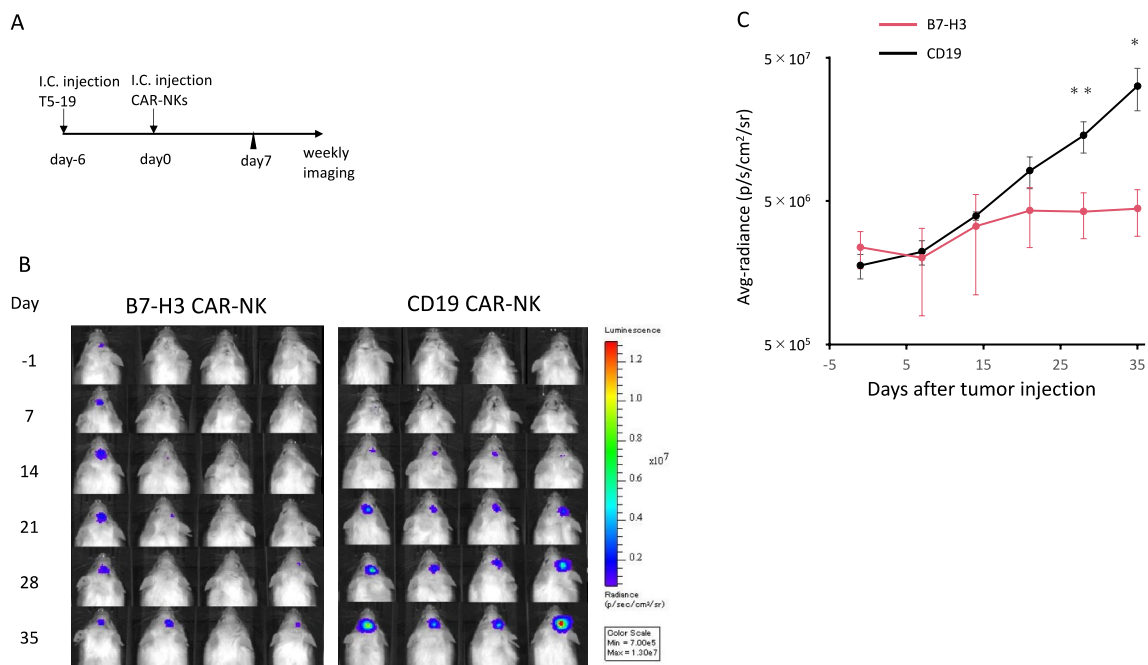 A
I.C. injection
T5-19
I.C. injection
CAR-NKs
day-6
day0
day7
weekly
imaging
B
Day
B7-H3 CAR-NK
CD19 CAR-NK
-1
7
14
21
28
35
Luminescence
1.2
1.0
0.8
0.6
0.4
0.2
x10⁷
Radiance
(p/sec/cm²/sr)
Color Scale
Min = 7.00e5
Max = 1.30e7
C
B7-H3
CD19
5×10⁷
5×10⁶
5×10⁵
Avg-radiance (p/s/cm²/sr)
* *
*
-5
5
15
25
35
Days after tumor injection